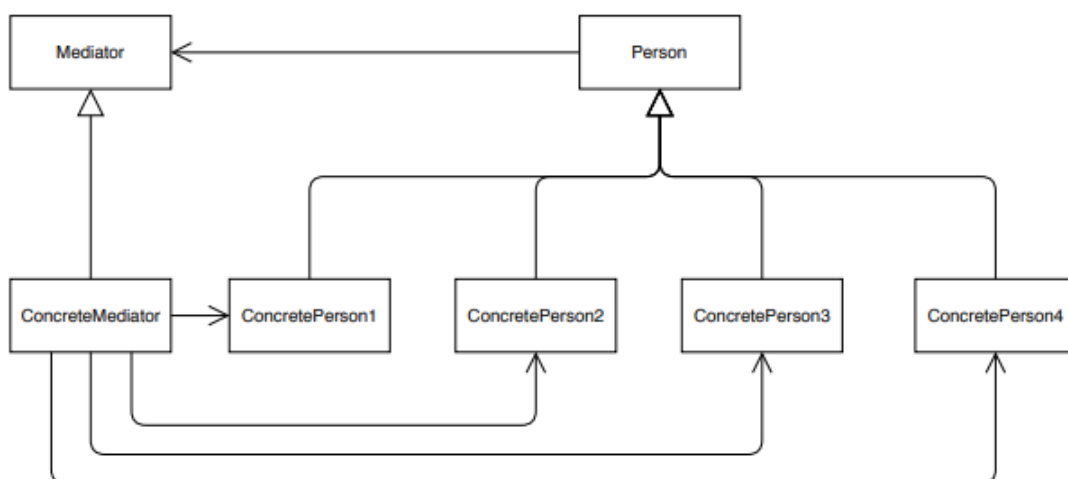 Mediator
Person
ConcreteMediator
ConcretePerson1
ConcretePerson2
ConcretePerson3
ConcretePerson4